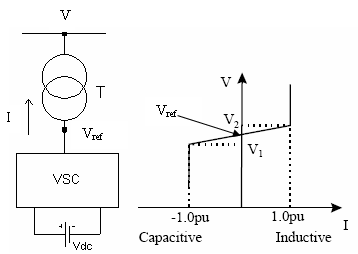 V
T
I
Vref
VSC
Vdc
V
Vref
V2
V1
-1.0pu
1.0pu
I
Capacitive
Inductive